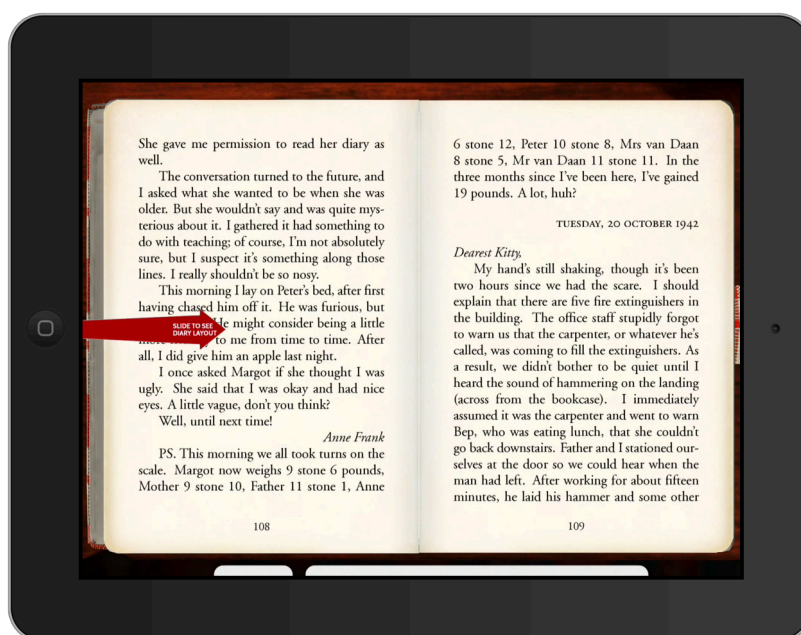 She gave me permission to read her diary as
well.
The conversation turned to the future, and
I asked what she wanted to be when she was
older. But she wouldn't say and was quite mys-
terious about it. I gathered it had something to
do with teaching; of course, I'm not absolutely
sure, but I suspect it's something along those
lines. I really shouldn't be so nosy.
This morning I lay on Peter's bed, after first
having chased him off it. He was furious, but
He might consider being a little
to me from time to time. After
all, I did give him an apple last night.
I once asked Margot if she thought I was
ugly. She said that I was okay and had nice
eyes. A little vague, don't you think?
Well, until next time!
Anne Frank
PS. This morning we all took turns on the
scale. Margot now weighs 9 stone 6 pounds,
Mother 9 stone 10, Father 11 stone 1, Anne
108
SLIDE TO SEE
DIARY LAYOUT
6 stone 12, Peter 10 stone 8, Mrs van Daan
8 stone 5, Mr van Daan 11 stone 11. In the
three months since I've been here, I've gained
19 pounds. A lot, huh?
TUESDAY, 20 OCTOBER 1942
Dearest Kitty,
My hand's still shaking, though it's been
two hours since we had the scare. I should
explain that there are five fire extinguishers in
the building. The office staff stupidly forgot
to warn us that the carpenter, or whatever he's
called, was coming to fill the extinguishers. As
a result, we didn't bother to be quiet until I
heard the sound of hammering on the landing
(across from the bookcase). I immediately
assumed it was the carpenter and went to warn
Bep, who was eating lunch, that she couldn't
go back downstairs. Father and I stationed our-
selves at the door so we could hear when the
man had left. After working for about fifteen
minutes, he laid his hammer and some other
109